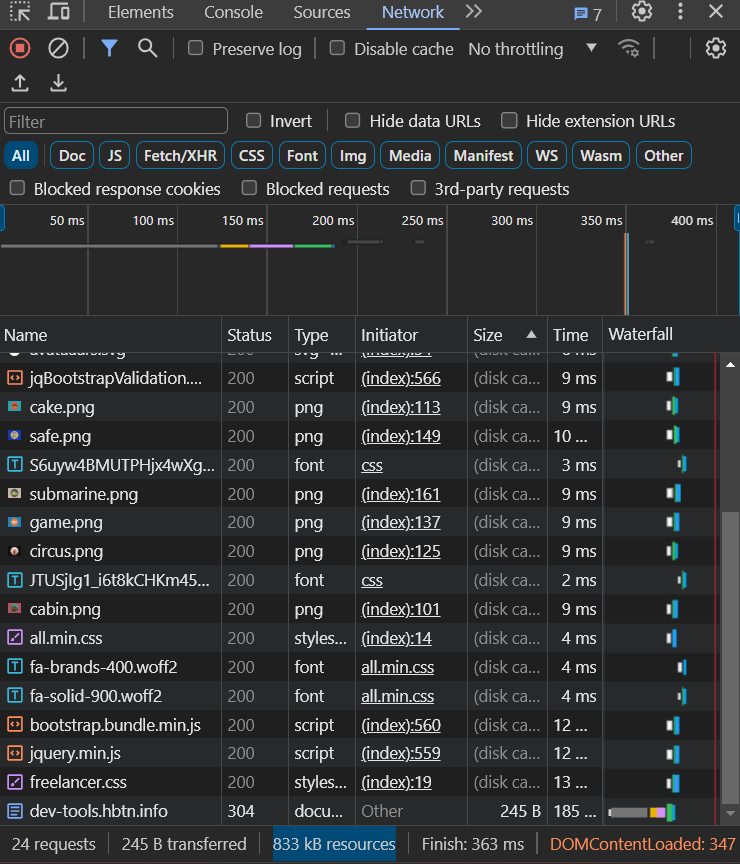 Elements Console Sources Network 7
Preserve log Disable cache No throttling
Filter Invert Hide data URLs Hide extension URLs
All Doc JS Fetch/XHR CSS Font Img Media Manifest WS Wasm Other
Blocked response cookies Blocked requests 3rd-party requests
50 ms 100 ms 150 ms 200 ms 250 ms 300 ms 350 ms 400 ms
Name Status Type Initiator Size Time Waterfall
jqBootstrapValidation.... 200 script (index):566 (disk ca... 9 ms
cake.png 200 png (index):113 (disk ca... 9 ms
safe.png 200 png (index):149 (disk ca... 10 ...
S6uyw4BMUTPHjx4wXg... 200 font css (disk ca... 3 ms
submarine.png 200 png (index):161 (disk ca... 9 ms
game.png 200 png (index):137 (disk ca... 9 ms
circus.png 200 png (index):125 (disk ca... 9 ms
JTUSjIg1_i6t8kCHKm45... 200 font css (disk ca... 2 ms
cabin.png 200 png (index):101 (disk ca... 9 ms
all.min.css 200 styles... (index):14 (disk ca... 4 ms
fa-brands-400.woff2 200 font all.min.css (disk ca... 4 ms
fa-solid-900.woff2 200 font all.min.css (disk ca... 4 ms
bootstrap.bundle.min.js 200 script (index):560 (disk ca... 12 ...
jquery.min.js 200 script (index):559 (disk ca... 12 ...
freelancer.css 200 styles... (index):19 (disk ca... 13 ...
dev-tools.hbtn.info 304 docu... Other 245 B 185 ...
24 requests 245 B transferred 833 kB resources Finish: 363 ms DOMContentLoaded: 347